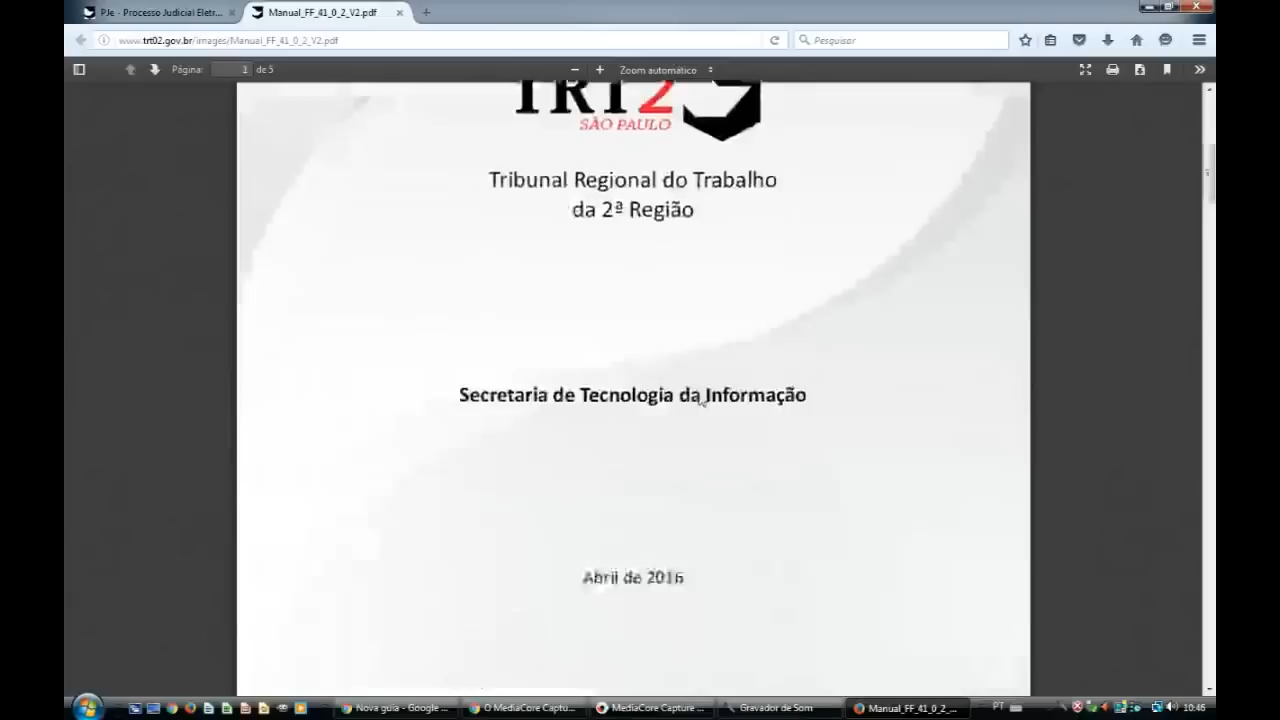 PJe - Processo Judicial Eletr...
Manual_FF_41_0_2_V2.pdf
www.trt02.gov.br/images/Manual_FF_41_0_2_V2.pdf
Pesquisar
Página: 1 de 5
Zoom automático
TRT2
SÃO PAULO
Tribunal Regional do Trabalho
da 2ª Região
Secretaria de Tecnologia da Informação
Abril de 2016
Nova guia - Google ...
O MediaCore Captu...
MediaCore Capture ...
Gravador de Som
Manual_FF_41_0_2_...
PT
10:46